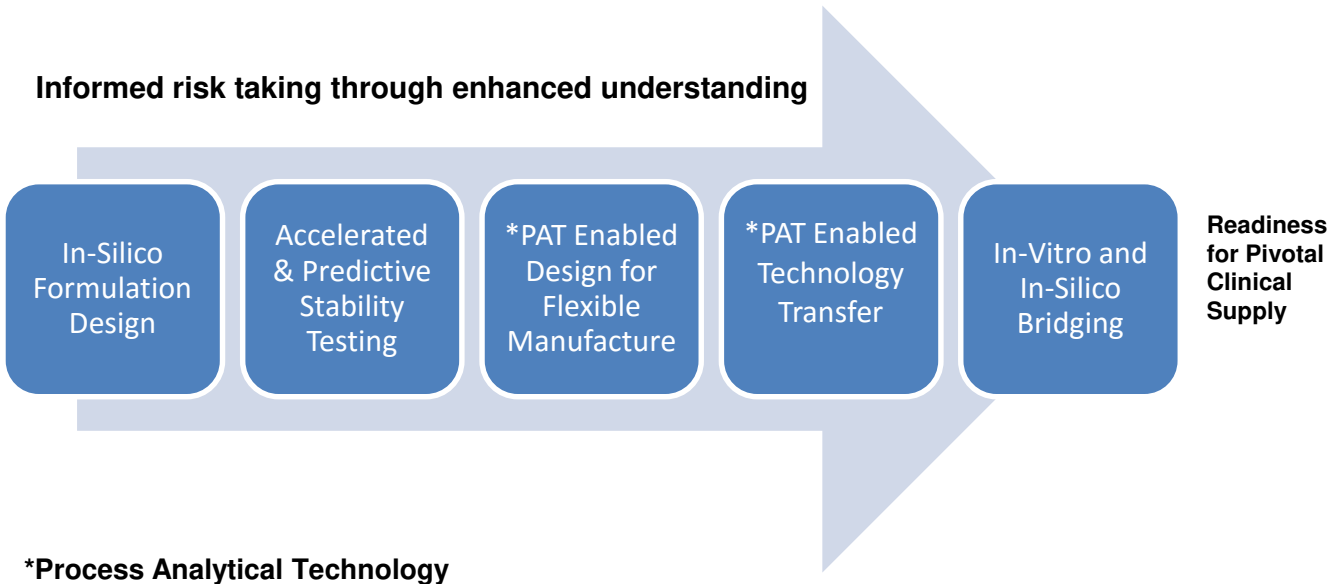 Informed risk taking through enhanced understanding
In-Silico
Formulation
Design
Accelerated
& Predictive
Stability
Testing
*PAT Enabled
Design for
Flexible
Manufacture
*PAT Enabled
Technology
Transfer
In-Vitro and
In-Silico
Bridging
Readiness
for Pivotal
Clinical
Supply
*Process Analytical Technology